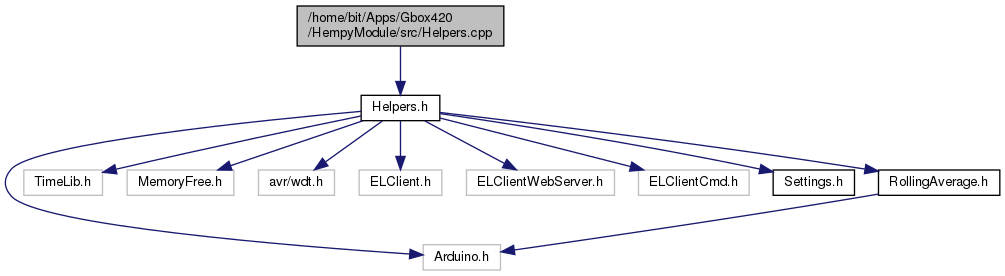 /home/bit/Apps/Gbox420
/HempyModule/src/Helpers.cpp
Helpers.h
TimeLib.h
MemoryFree.h
avr/wdt.h
ELClient.h
ELClientWebServer.h
ELClientCmd.h
Settings.h
RollingAverage.h
Arduino.h